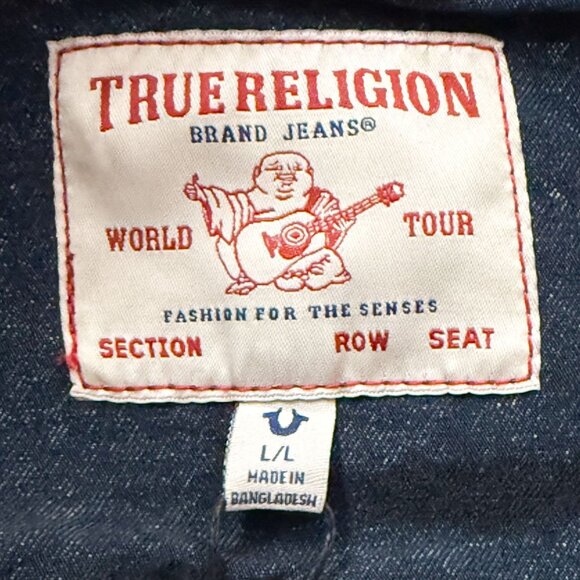 TRUE RELIGION
BRAND JEANS®
WORLD TOUR
FASHION FOR THE SENSES
SECTION ROW SEAT
L/L
MADE IN
BANGLADESH